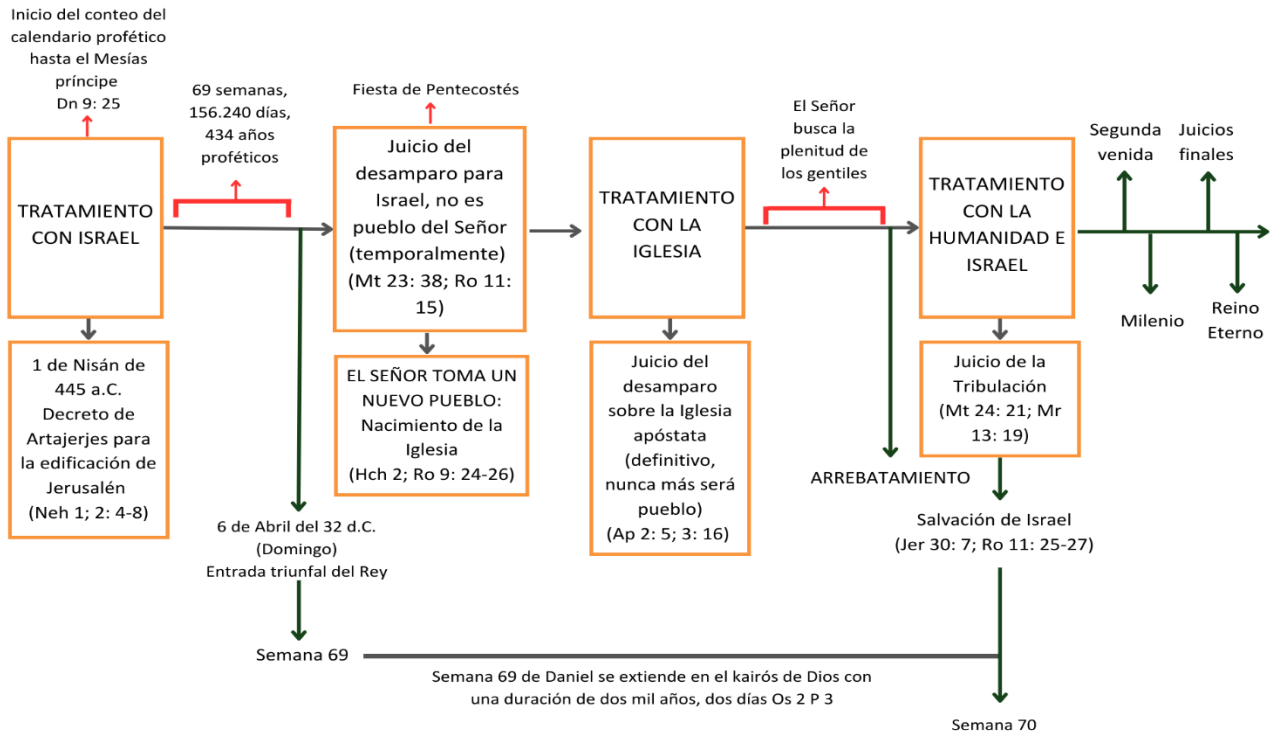 Inicio del conteo del
calendario profético
hasta el Mesías
príncipe
Dn 9: 25
TRATAMIENTO
CON ISRAEL
1 de Nisán de
445 a.C.
Decreto de
Artajerjes para
la edificación de
Jerusalén
(Neh 1; 2: 4-8)
69 semanas,
156.240 días,
434 años
proféticos
6 de Abril del 32 d.C.
(Domingo)
Entrada triunfal del Rey
Semana 69
Fiesta de Pentecostés
Juicio del
desamparo para
Israel, no es
pueblo del Señor
(temporalmente)
(Mt 23: 38; Ro 11:
15)
EL SEÑOR TOMA UN
NUEVO PUEBLO:
Nacimiento de la
Iglesia
(Hch 2; Ro 9: 24-26)
TRATAMIENTO
CON LA
IGLESIA
Juicio del
desamparo
sobre la Iglesia
apóstata
(definitivo,
nunca más será
pueblo)
(Ap 2: 5; 3: 16)
El Señor
busca la
plenitud de
los gentiles
ARREBATAMIENTO
TRATAMIENTO
CON LA
HUMANIDAD E
ISRAEL
Juicio de la
Tribulación
(Mt 24: 21; Mr
13: 19)
Salvación de Israel
(Jer 30: 7; Ro 11: 25-27)
Segunda
venida
Juicios
finales
Milenio
Reino
Eterno
Semana 69 de Daniel se extiende en el kairós de Dios con
una duración de dos mil años, dos días Os 2 P 3
Semana 70